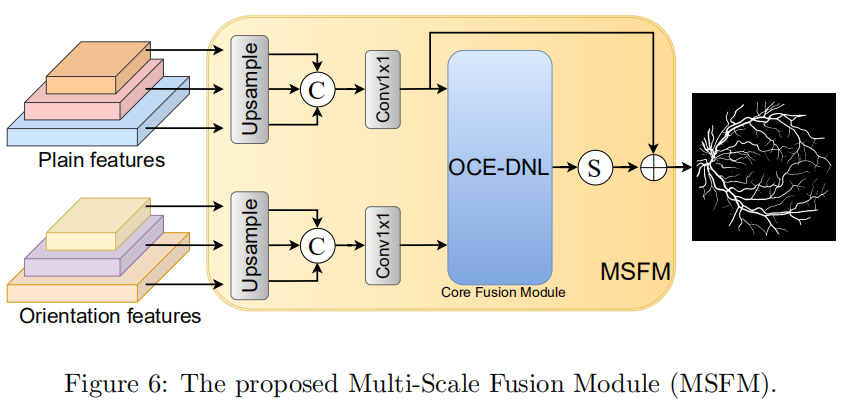 Upsample
C
Conv1x1
Plain features
OCE-DNL
S
Upsample
C
Conv1x1
MSFM
Core Fusion Module
Orientation features
Figure 6: The proposed Multi-Scale Fusion Module (MSFM).